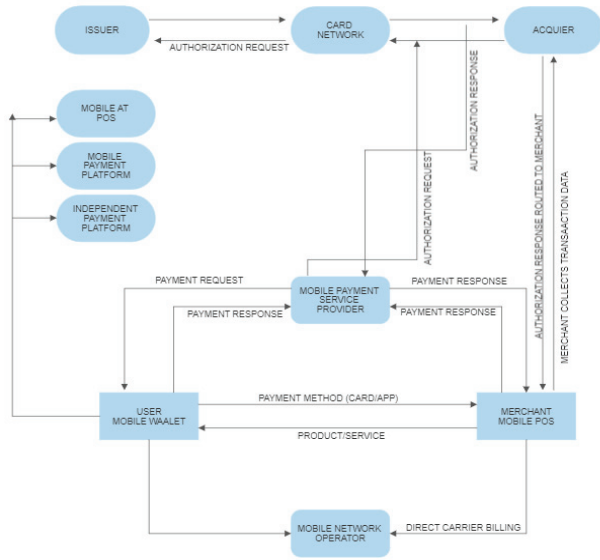 ISSUER
CARD
NETWORK
ACQUIER
AUTHORIZATION REQUEST
AUTHORIZATION RESPONSE
AUTHORIZATION REQUEST
AUTHORIZATION RESPONSE ROUTED TO MERCHANT
MERCHANT COLLECTS TRANSAACTION DATA
MOBILE AT
POS
MOBILE
PAYMENT
PLATFORM
INDEPENDENT
PAYMENT
PLATFORM
PAYMENT REQUEST
MOBILE PAYMENT
SERVICE
PROVIDER
PAYMENT RESPONSE
PAYMENT RESPONSE
PAYMENT RESPONSE
USER
MOBILE WAALET
PAYMENT METHOD (CARD/APP)
MERCHANT
MOBILE POS
PRODUCT/SERVICE
MOBILE NETWORK
OPERATOR
DIRECT CARRIER BILLING